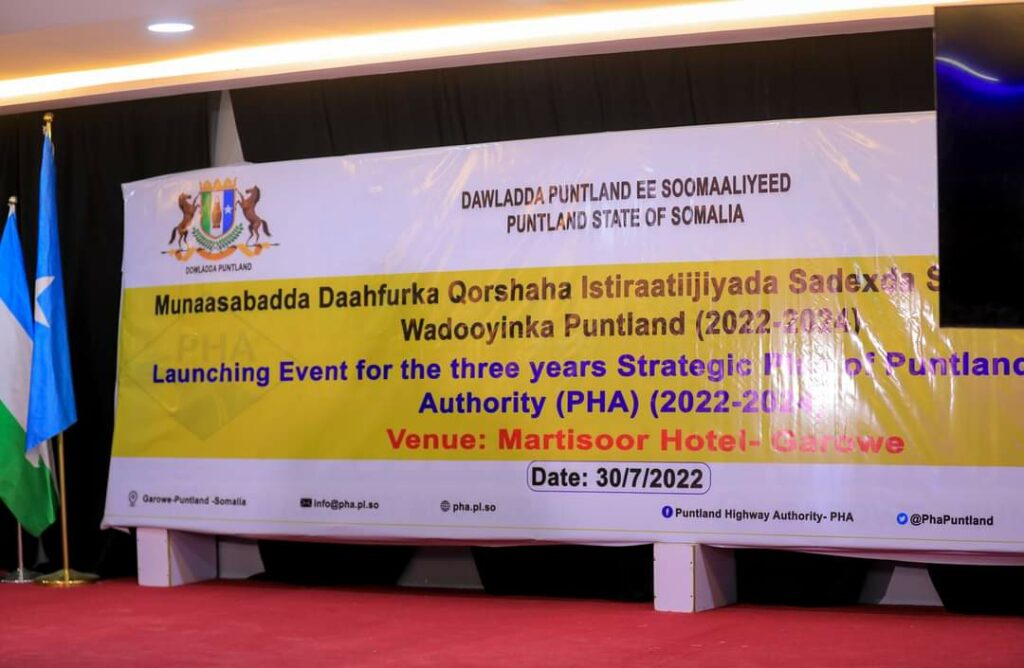 DAWLADDA PUNTLAND EE SOOMAALIYEED
PUNTLAND STATE OF SOMALIA
DOWLADDA PUNTLAND
Munaasabadda Daahfurka Qorshaha Istiraatiijiyada Sadexda S
Wadooyinka Puntland (2022-2024)
PHA
Launching Event for the three years Strategic Plan of Puntland
Authority (PHA) (2022-2024)
Venue: Martisoor Hotel- Garowe
Date: 30/7/2022
Garowe-Puntland -Somalia
info@pha.pl.so
pha.pl.so
Puntland Highway Authority- PHA
@PhaPuntland